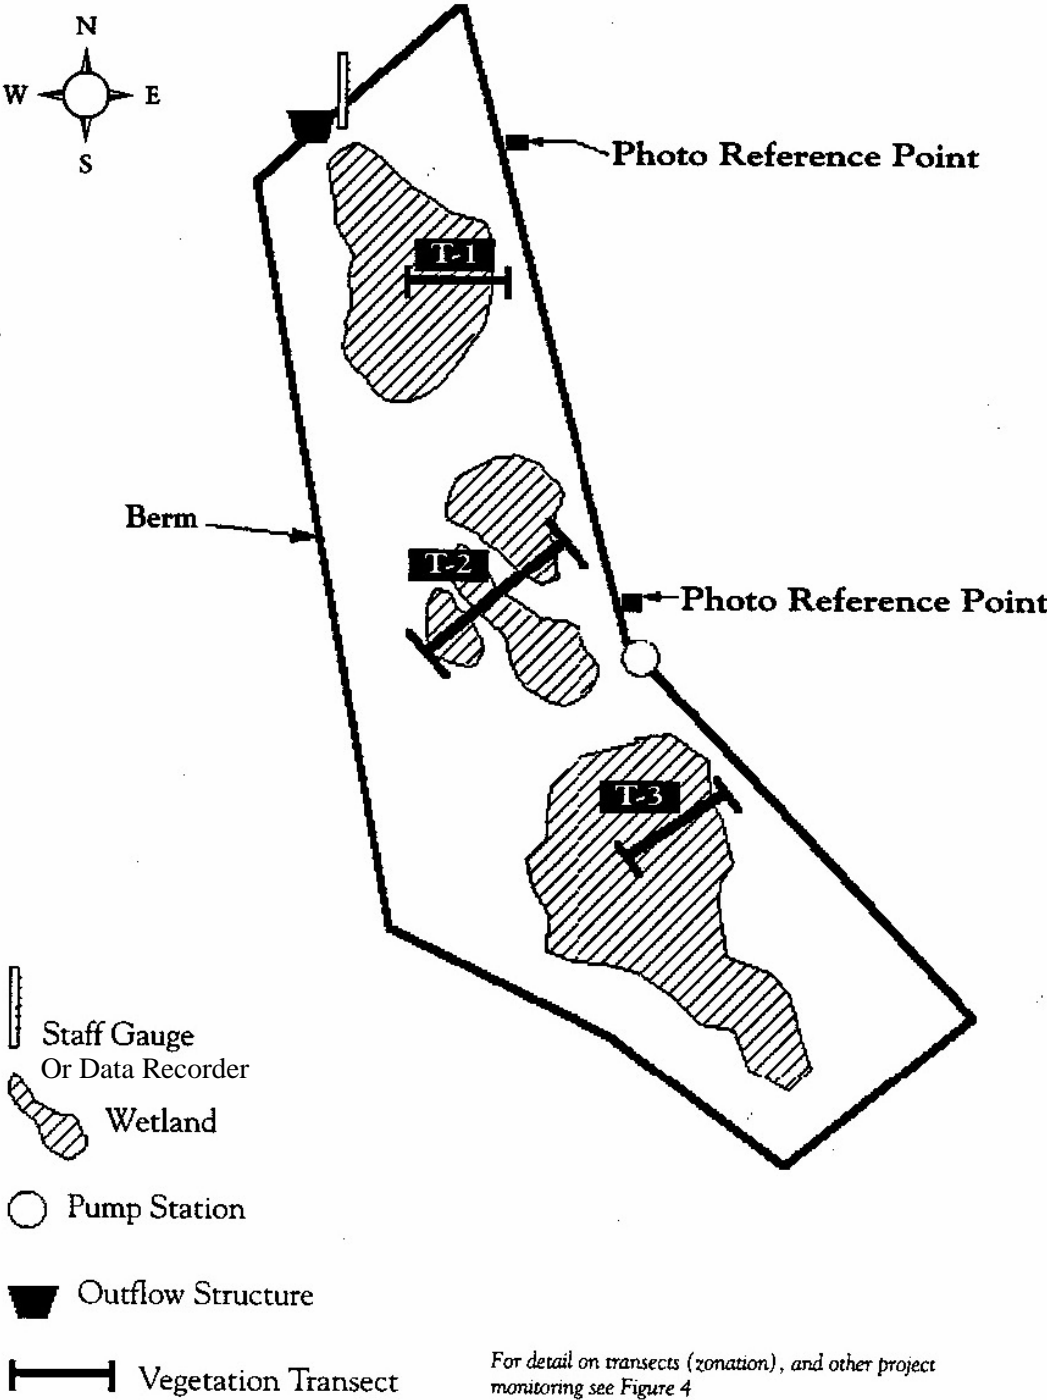 N
W
E
S
Photo Reference Point
T-1
Berm
T-2
Photo Reference Point
T-3
Staff Gauge
Or Data Recorder
Wetland
Pump Station
Outflow Structure
Vegetation Transect
For detail on transects (zonation), and other project
monitoring see Figure 4